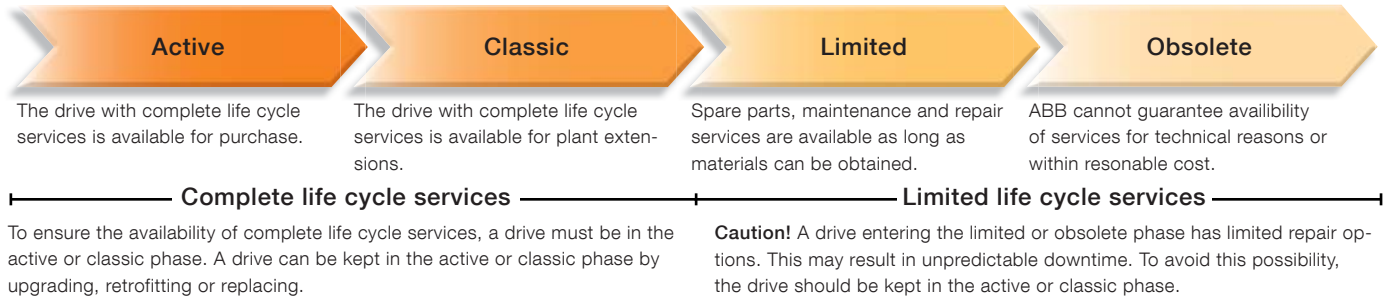 Active
Classic
Limited
Obsolete
The drive with complete life cycle
services is available for purchase.
The drive with complete life cycle
services is available for plant exten-
sions.
Spare parts, maintenance and repair
services are available as long as
materials can be obtained.
ABB cannot guarantee availibility
of services for technical reasons or
within resonable cost.
Complete life cycle services
Limited life cycle services
To ensure the availability of complete life cycle services, a drive must be in the
active or classic phase. A drive can be kept in the active or classic phase by
upgrading, retrofitting or replacing.
Caution! A drive entering the limited or obsolete phase has limited repair op-
tions. This may result in unpredictable downtime. To avoid this possibility,
the drive should be kept in the active or classic phase.